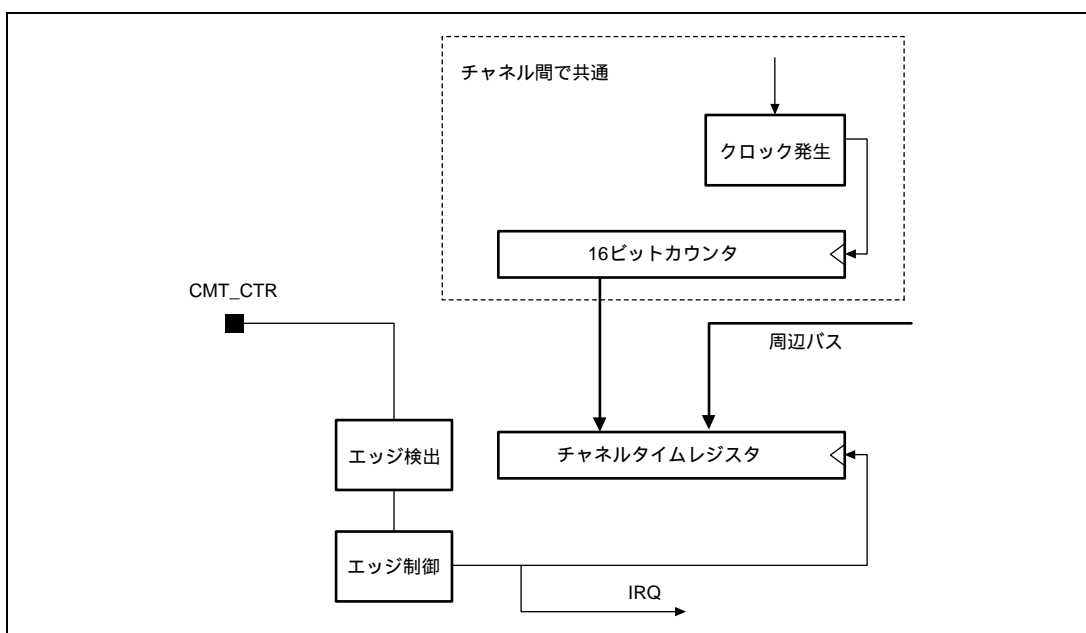 チャネル間で共通
クロック発生
16ビットカウンタ
CMT_CTR
周辺バス
エッジ検出
チャネルタイムレジスタ
エッジ制御
IRQ